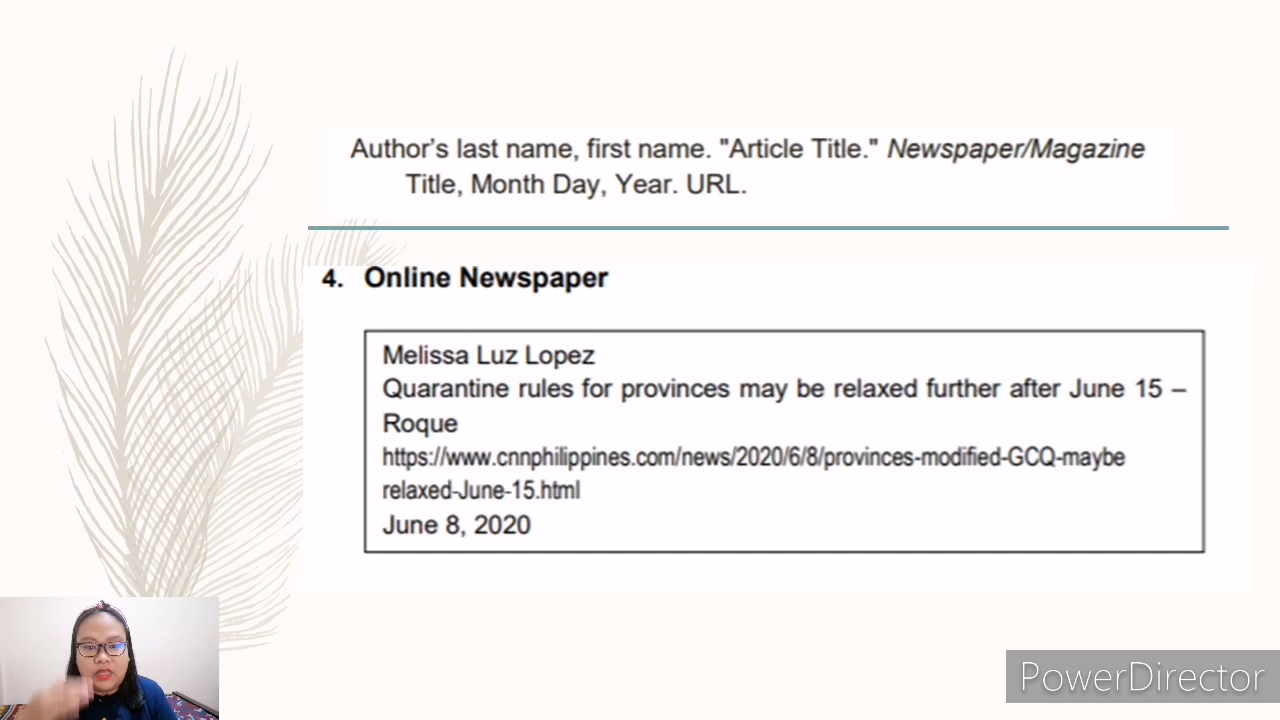 Author's last name, first name. "Article Title." Newspaper/Magazine
Title, Month Day, Year. URL.
4. Online Newspaper
Melissa Luz Lopez
Quarantine rules for provinces may be relaxed further after June 15 –
Roque
https://www.cnnphilippines.com/news/2020/6/8/provinces-modified-GCQ-maybe
relaxed-June-15.html
June 8, 2020
PowerDirector